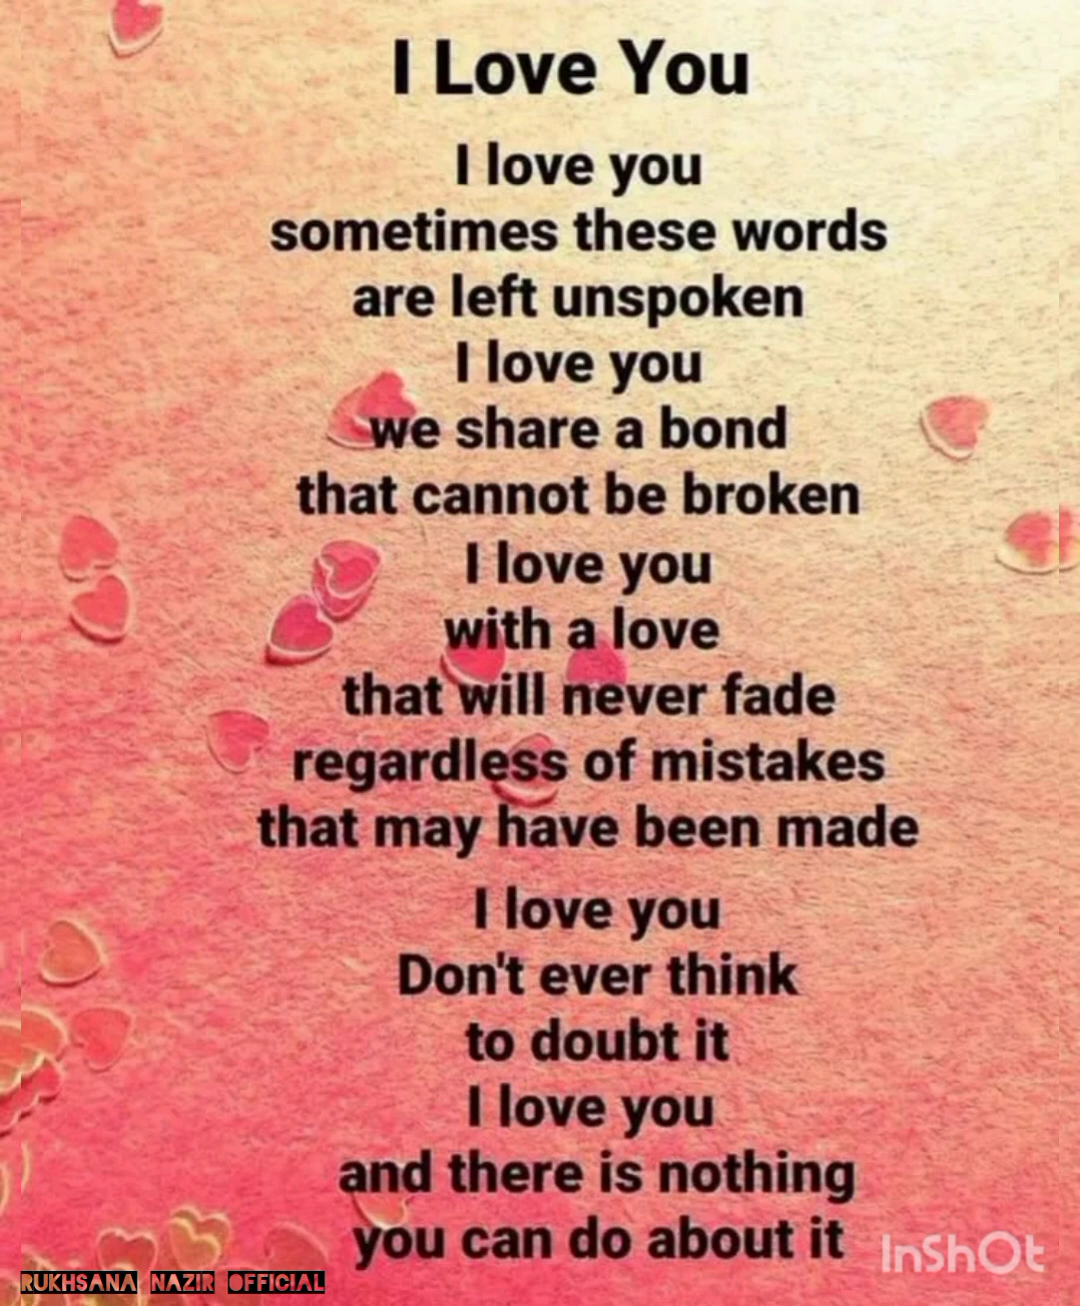 I Love You
I love you
sometimes these words
are left unspoken
I love you
we share a bond
that cannot be broken
I love you
with a love
that will never fade
regardless of mistakes
that may have been made
I love you
Don't ever think
to doubt it
I love you
and there is nothing
you can do about it
InShOt
RUKHSANA NAZIR OFFICIAL